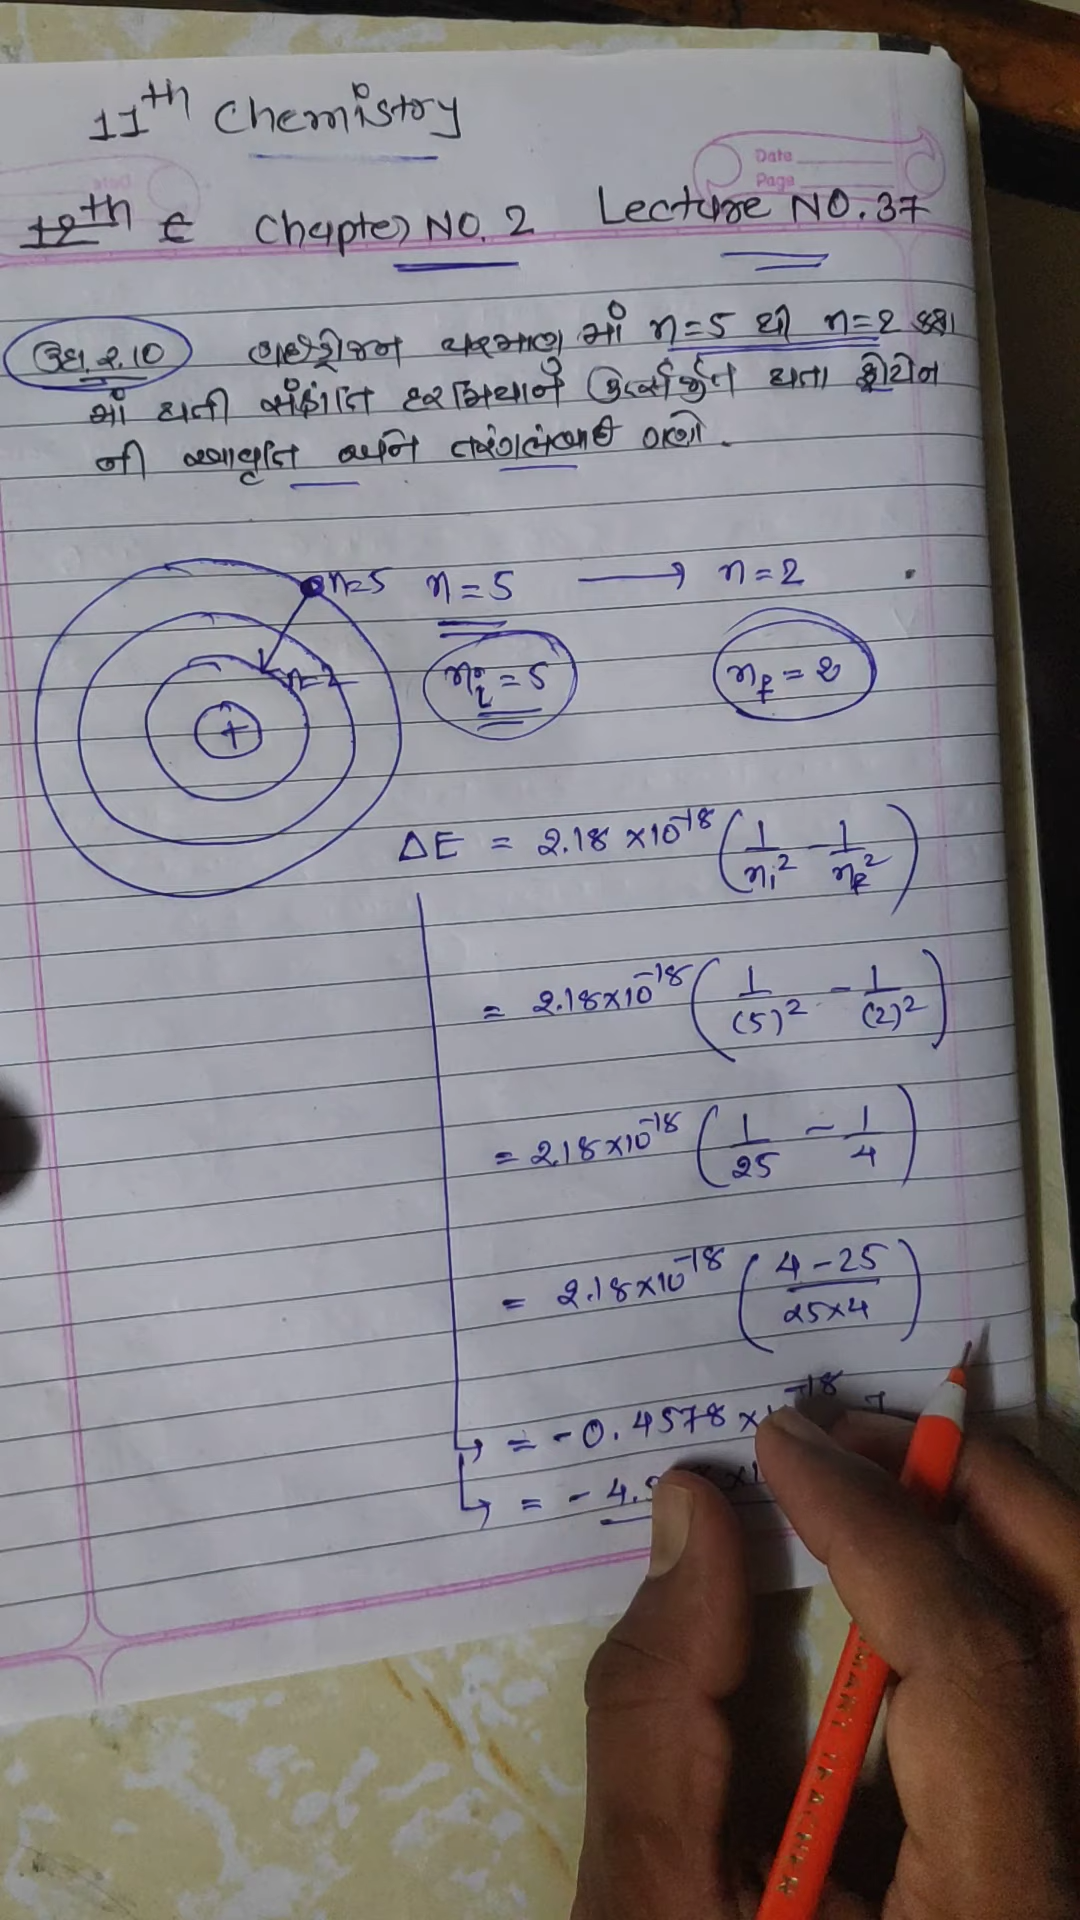 11th Chemistry
Date
Page
12th C Chapter NO. 2 Lecture NO. 37
ઉદા. ૨.10 હાઈડ્રોજન પરમાણુ માં n=5 થી n=2 કક્ષા
માં થતી સંક્રાંતિ દરમિયાન ઉત્સર્જીત થતા ફોટોન
ની આવૃત્તિ અને તરંગલંબાઈ ગણો.
n=5 n = 5 → n = 2
n=2 ni = 5 nf = 2
+
ΔE = 2.18 × 10⁻¹⁸ (1/ni² - 1/nf²)
= 2.18×10⁻¹⁸ (1/(5)² - 1/(2)²)
= 2.18×10⁻¹⁸ (1/25 - 1/4)
= 2.18×10⁻¹⁸ (4-25/25×4)
= -0.4578 × ⁻¹⁸
= - 4.